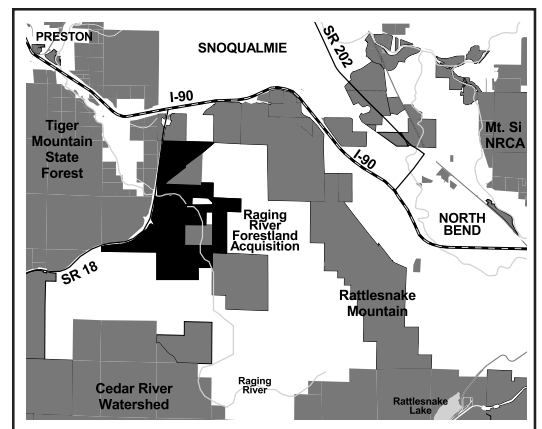 PRESTON
SNOQUALMIE
SR 202
I-90
Tiger
Mountain
State
Forest
Mt. Si
NRCA
I-90
Raging
River
Forestland
Acquisition
NORTH
BEND
SR 18
Rattlesnake
Mountain
Cedar River
Watershed
Raging
River
Rattlesnake
Lake